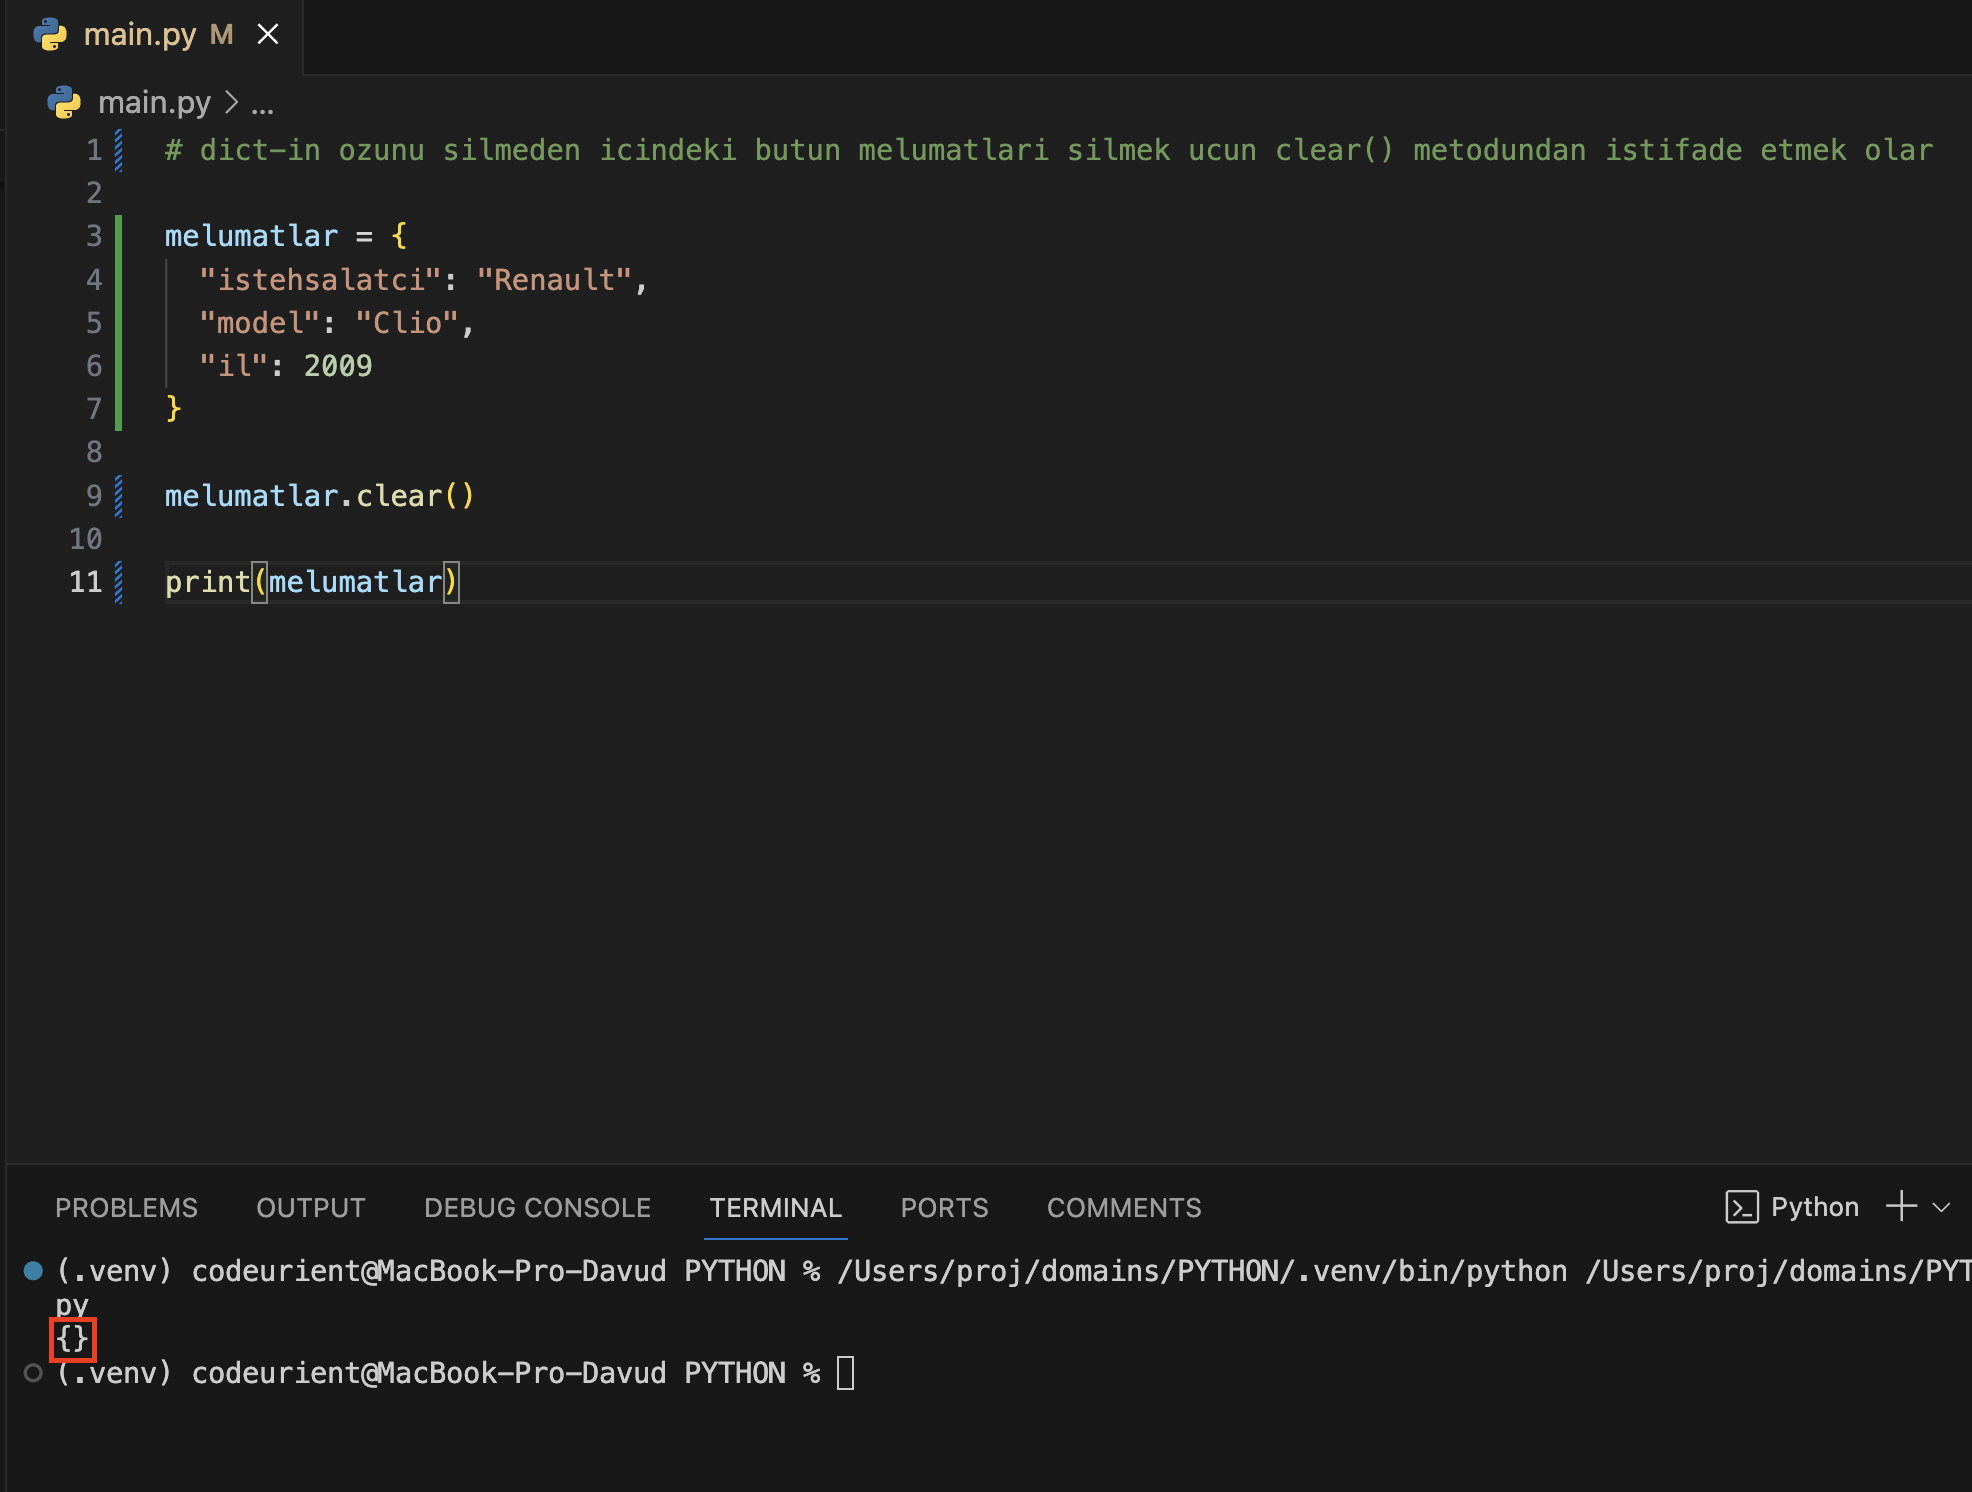 main.py M
main.py > ...
1 # dict-in ozunu silmeden icindeki butun melumatlari silmek ucun clear() metodundan istifade etmek olar
2
3 melumatlar = {
4 "istehsalatci": "Renault",
5 "model": "Clio",
6 "il": 2009
7 }
8
9 melumatlar.clear()
10
11 print(melumatlar)
PROBLEMS OUTPUT DEBUG CONSOLE TERMINAL PORTS COMMENTS Python
(.venv) codeurient@MacBook-Pro-Davud PYTHON % /Users/proj/domains/PYTHON/.venv/bin/python /Users/proj/domains/PYT
py
{}
(.venv) codeurient@MacBook-Pro-Davud PYTHON %